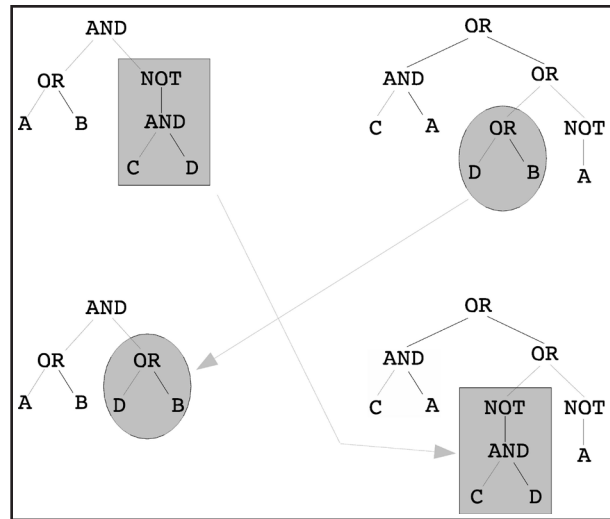 AND
OR NOT
A B AND
C D
OR
AND OR
C A OR NOT
D B A
AND
OR OR
A B D B
OR
AND OR
C A NOT NOT
AND A
C D